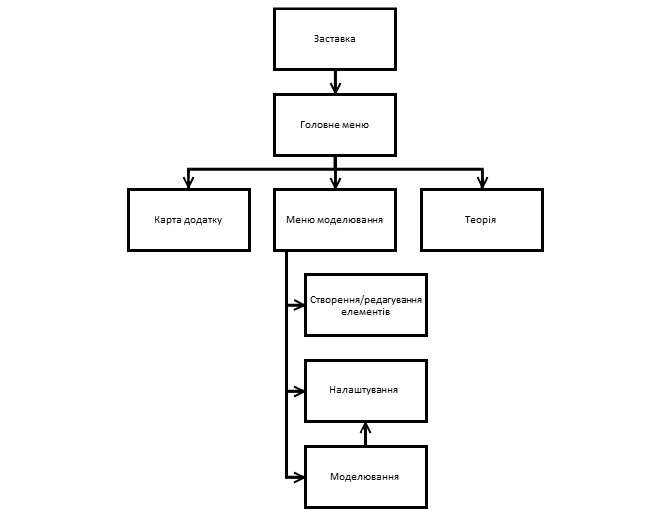 Заставка
Головне меню
Карта додатку
Меню моделювання
Теорія
Створення/редагування
елементів
Налаштування
Моделювання